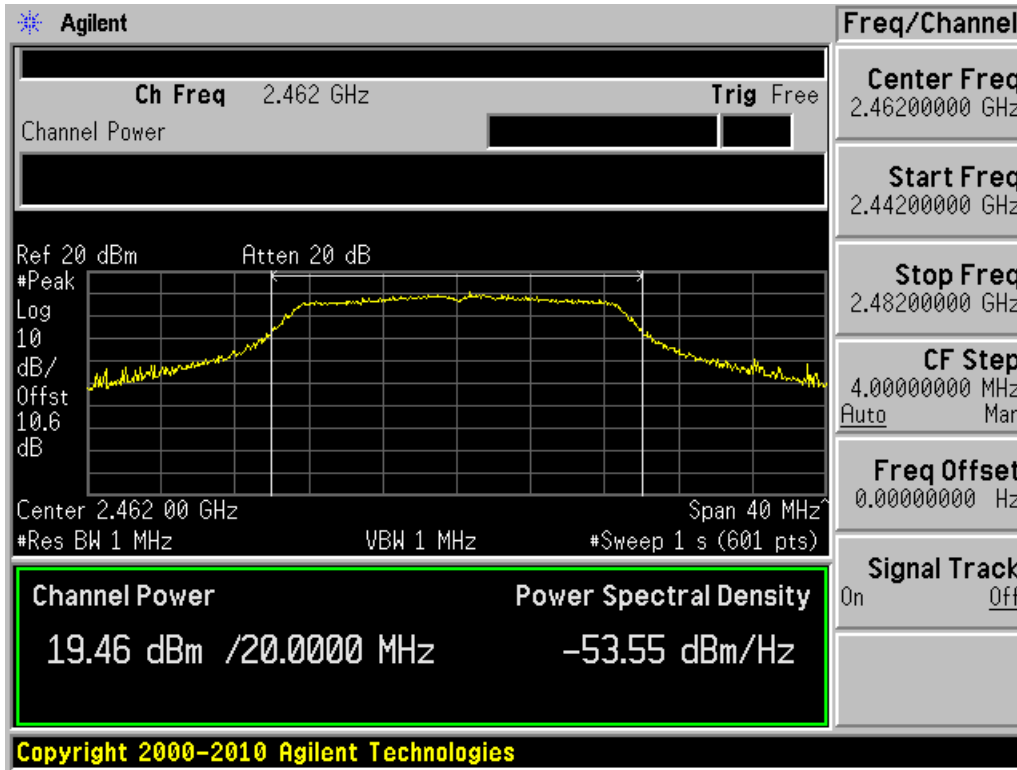 Agilent
Freq/Channel
Ch Freq 2.462 GHz Trig Free
Channel Power
Center Freq
2.46200000 GHz
Start Freq
2.44200000 GHz
Stop Freq
2.48200000 GHz
CF Step
4.00000000 MHz
Auto Man
Freq Offset
0.00000000 Hz
Signal Track
On Off
Ref 20 dBm Atten 20 dB
#Peak
Log
10
dB/
Offst
10.6
dB
Center 2.462 00 GHz Span 40 MHz^
#Res BW 1 MHz VBW 1 MHz #Sweep 1 s (601 pts)
Channel Power Power Spectral Density
19.46 dBm /20.0000 MHz -53.55 dBm/Hz
Copyright 2000-2010 Agilent Technologies